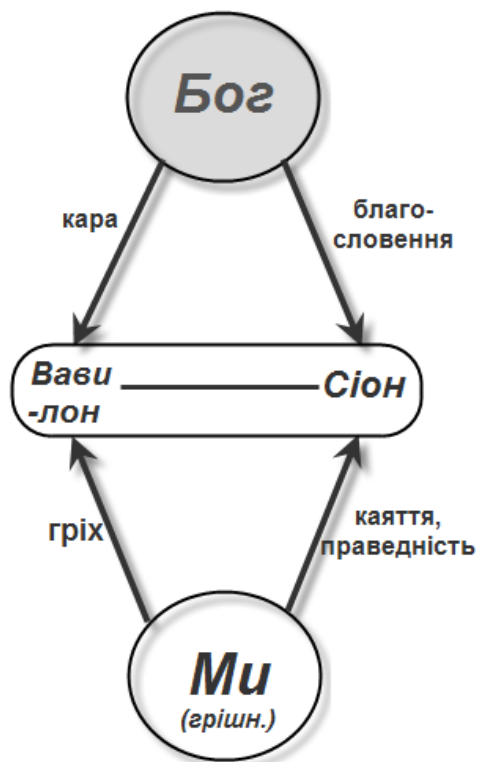 Бог
кара
благо-
словення
Вави
-лон
Сіон
гріх
каяття,
праведність
Ми
(грішн.)